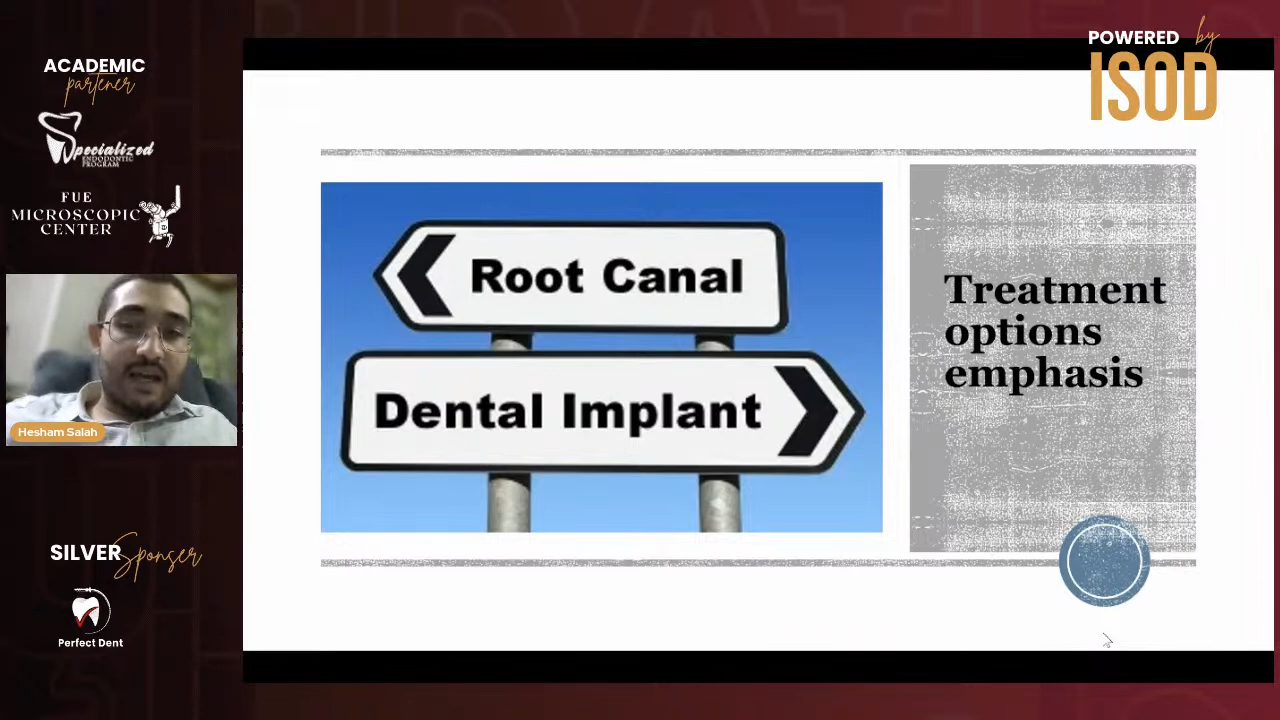 ACADEMIC
partener
Specialized
ENDODONTIC
PROGRAM
FUE
MICROSCOPIC
CENTER
Hesham Salah
SILVER Sponser
Perfect Dent
POWERED by
ISOD
Root Canal
Dental Implant
Treatment
options
emphasis